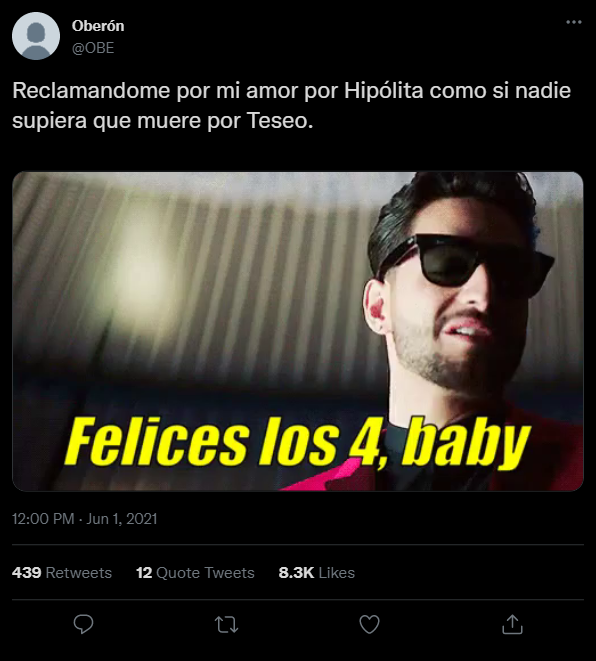 Oberón
@OBE
Reclamandome por mi amor por Hipólita como si nadie
supiera que muere por Teseo.
Felices los 4, baby
12:00 PM · Jun 1, 2021
439 Retweets 12 Quote Tweets 8.3K Likes